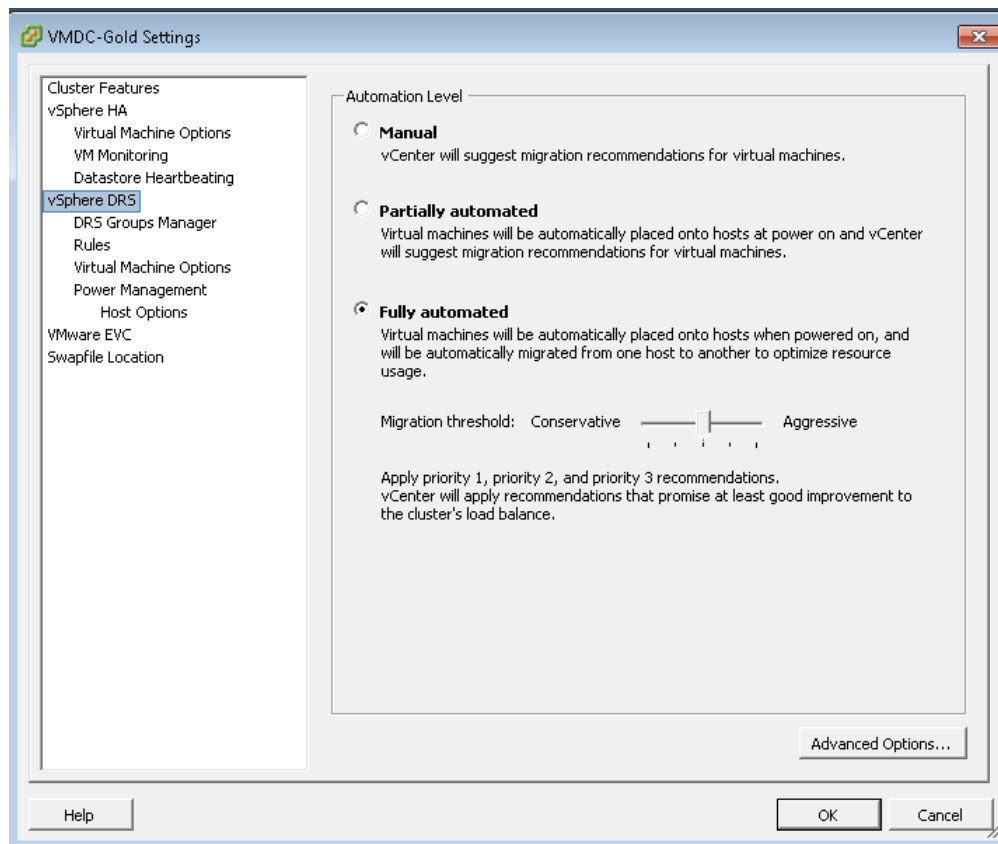 VMDC-Gold Settings
Cluster Features
vSphere HA
Virtual Machine Options
VM Monitoring
Datastore Heartbeating
vSphere DRS
DRS Groups Manager
Rules
Virtual Machine Options
Power Management
Host Options
VMware EVC
Swapfile Location
Automation Level
Manual
vCenter will suggest migration recommendations for virtual machines.
Partially automated
Virtual machines will be automatically placed onto hosts at power on and vCenter
will suggest migration recommendations for virtual machines.
Fully automated
Virtual machines will be automatically placed onto hosts when powered on, and
will be automatically migrated from one host to another to optimize resource
usage.
Migration threshold: Conservative Aggressive
Apply priority 1, priority 2, and priority 3 recommendations.
vCenter will apply recommendations that promise at least good improvement to
the cluster's load balance.
Advanced Options...
Help OK Cancel